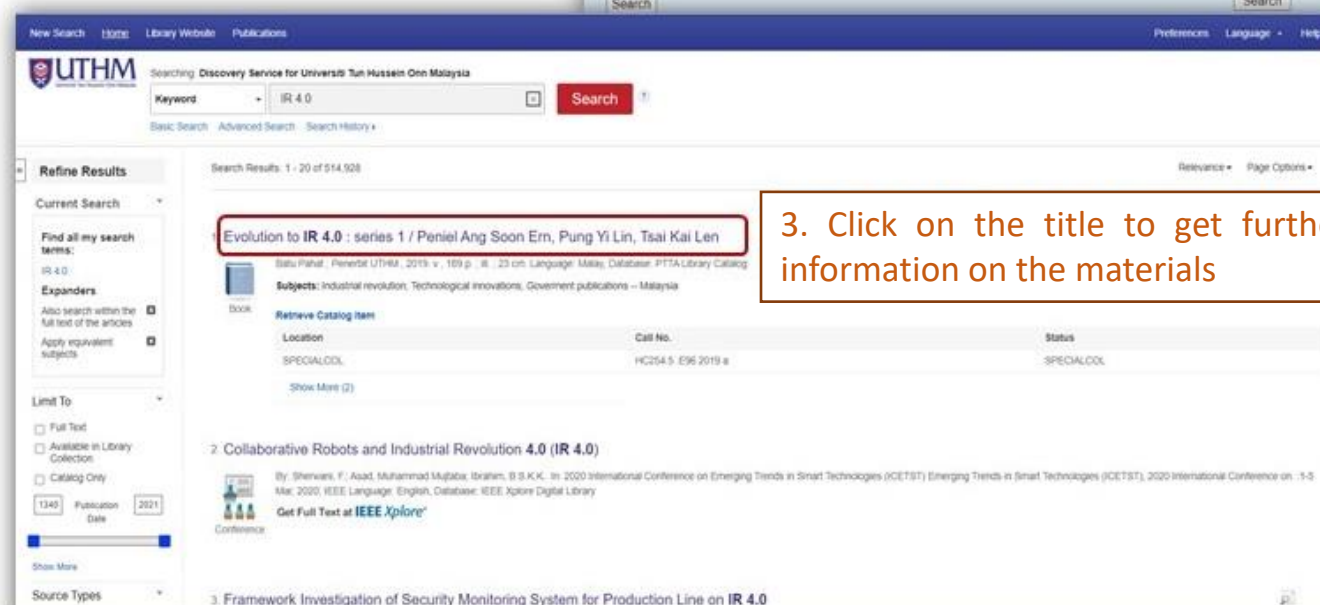 Search
Search
New Search Home Library Website Publications
Preferences Language Help
UTHM
Searching: Discovery Service for Universiti Tun Hussein Onn Malaysia
Keyword IR 4.0 Search
Basic Search Advanced Search Search History
Refine Results
Search Results: 1 - 20 of 514,928
Relevance Page Options
Current Search
Find all my search terms:
IR 4.0
Expanders
Also search within the full text of the articles
Apply equivalent subjects
Limit To
Full Text
Available in Library Collection
Catalog Only
1345 Publication Date 2021
Show More
Source Types
3. Click on the title to get furthe
information on the materials
Evolution to IR 4.0 : series 1 / Peniel Ang Soon Ern, Pung Yi Lin, Tsai Kai Len
Batu Pahat : Penerbit UTHM , 2019. v , 169 p. : ill. ; 23 cm. Language: Malay, Database: PTTA Library Catalog
Subjects: Industrial revolution; Technological innovations; Goverment publications -- Malaysia
Book
Retrieve Catalog Item
Location Call No. Status
SPECIALCOL HC254.5 .E96 2019 a SPECIALCOL
Show More (2)
2. Collaborative Robots and Industrial Revolution 4.0 (IR 4.0)
By: Sherwani, F.; Asad, Muhammad Mujtaba; Ibrahim, B.S.K.K. In: 2020 International Conference on Emerging Trends in Smart Technologies (ICETST) Emerging Trends in Smart Technologies (ICETST), 2020 International Conference on. :1-5
Mar, 2020; IEEE Language: English, Database: IEEE Xplore Digital Library
Get Full Text at IEEE Xplore
Conference
3. Framework Investigation of Security Monitoring System for Production Line on IR 4.0